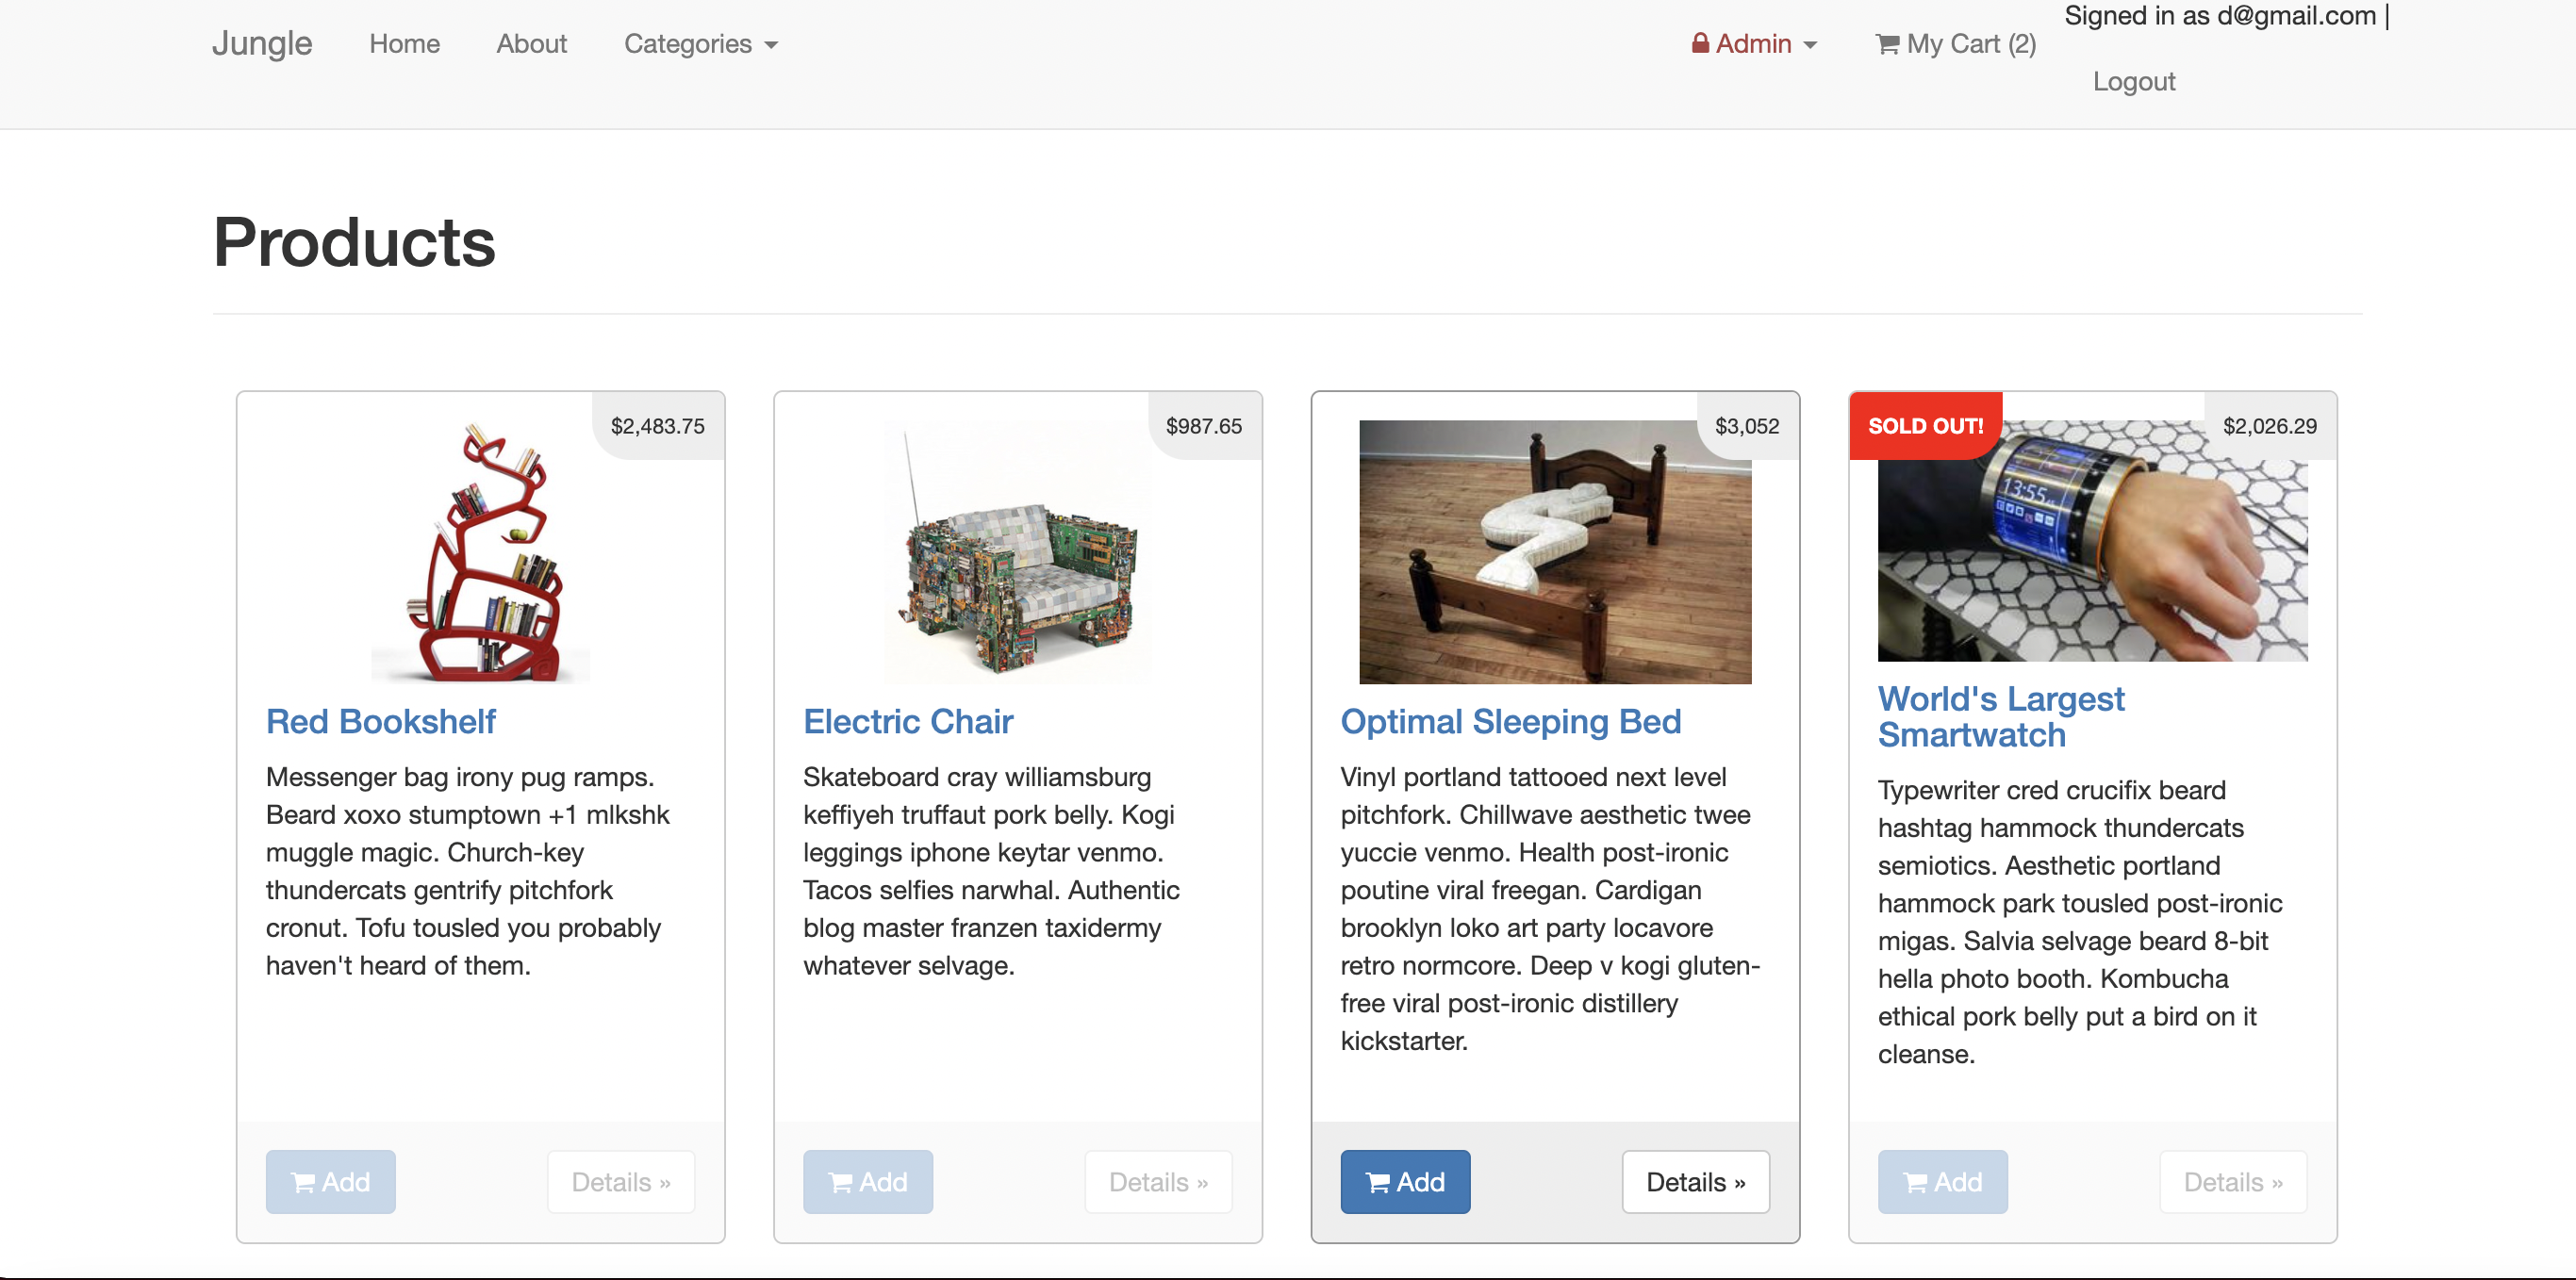 Jungle Home About Categories Admin My Cart (2) Signed in as d@gmail.com |
Logout
Products
$2,483.75
Red Bookshelf
Messenger bag irony pug ramps.
Beard xoxo stumptown +1 mlkshk
muggle magic. Church-key
thundercats gentrify pitchfork
cronut. Tofu tousled you probably
haven't heard of them.
Add Details »
$987.65
Electric Chair
Skateboard cray williamsburg
keffiyeh truffaut pork belly. Kogi
leggings iphone keytar venmo.
Tacos selfies narwhal. Authentic
blog master franzen taxidermy
whatever selvage.
Add Details »
$3,052
Optimal Sleeping Bed
Vinyl portland tattooed next level
pitchfork. Chillwave aesthetic twee
yuccie venmo. Health post-ironic
poutine viral freegan. Cardigan
brooklyn loko art party locavore
retro normcore. Deep v kogi gluten-
free viral post-ironic distillery
kickstarter.
Add Details »
SOLD OUT! $2,026.29
13:55
World's Largest
Smartwatch
Typewriter cred crucifix beard
hashtag hammock thundercats
semiotics. Aesthetic portland
hammock park tousled post-ironic
migas. Salvia selvage beard 8-bit
hella photo booth. Kombucha
ethical pork belly put a bird on it
cleanse.
Add Details »